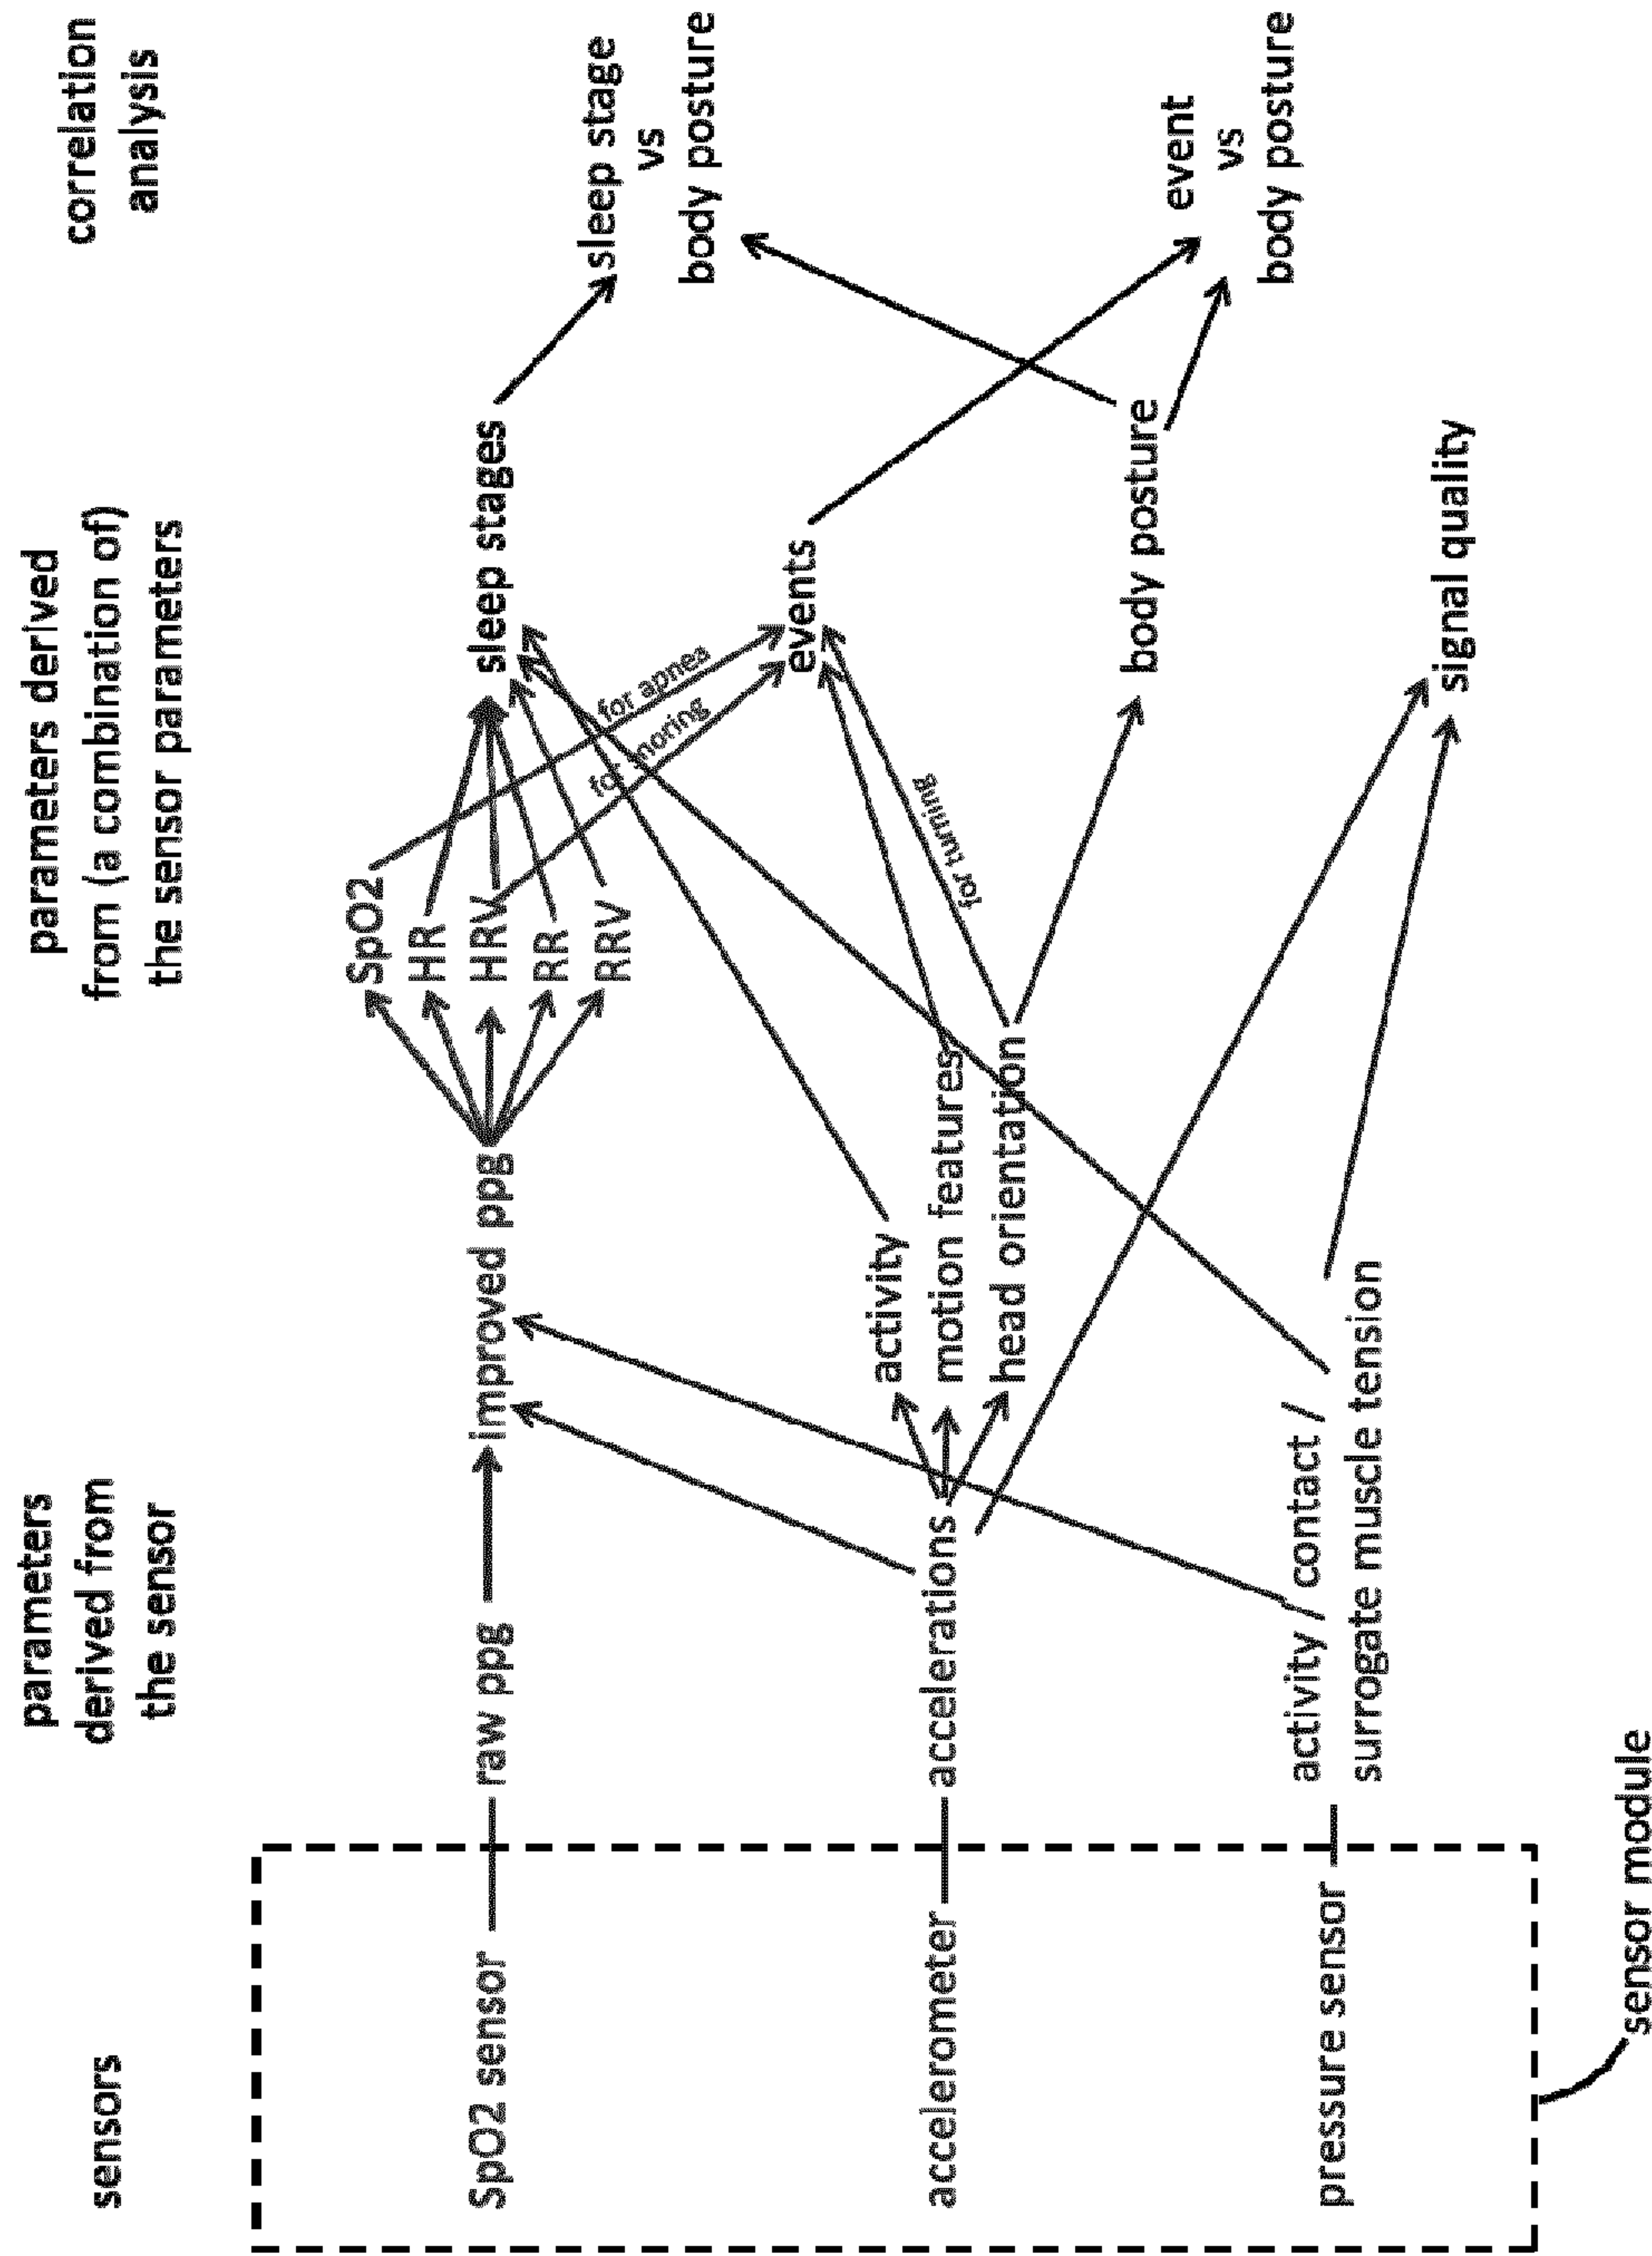 sensors
parameters
derived from
the sensor
parameters derived
from (a combination of)
the sensor parameters
correlation
analysis
SpO2 sensor
raw ppg
improved ppg
SpO2
HR
HRV
RR
RRV
for apnea
for snoring
sleep stages
sleep stage
vs
body posture
accelerometer
accelerations
activity
motion features
head orientation
for turning
events
body posture
event
vs
body posture
pressure sensor
activity / contact /
surrogate muscle tension
signal quality
sensor module